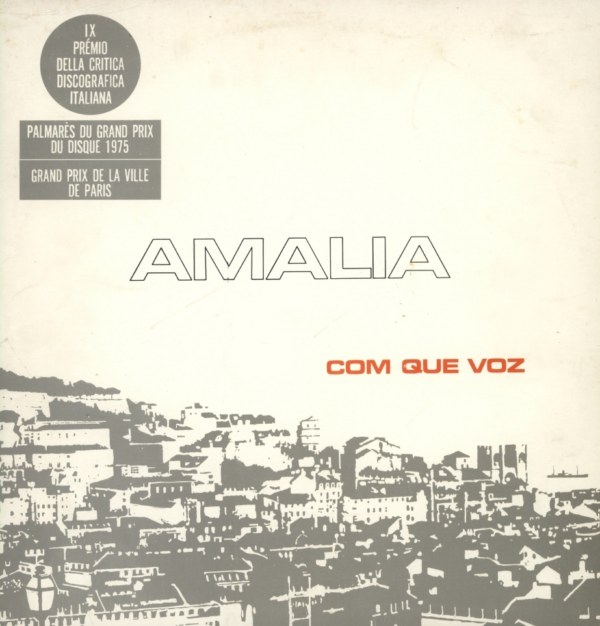 IX
PRÉMIO
DELLA CRITICA
DISCOGRAFICA
ITALIANA
PALMARÈS DU GRAND PRIX
DU DISQUE 1975
GRAND PRIX DE LA VILLE
DE PARIS
AMALIA
COM QUE VOZ